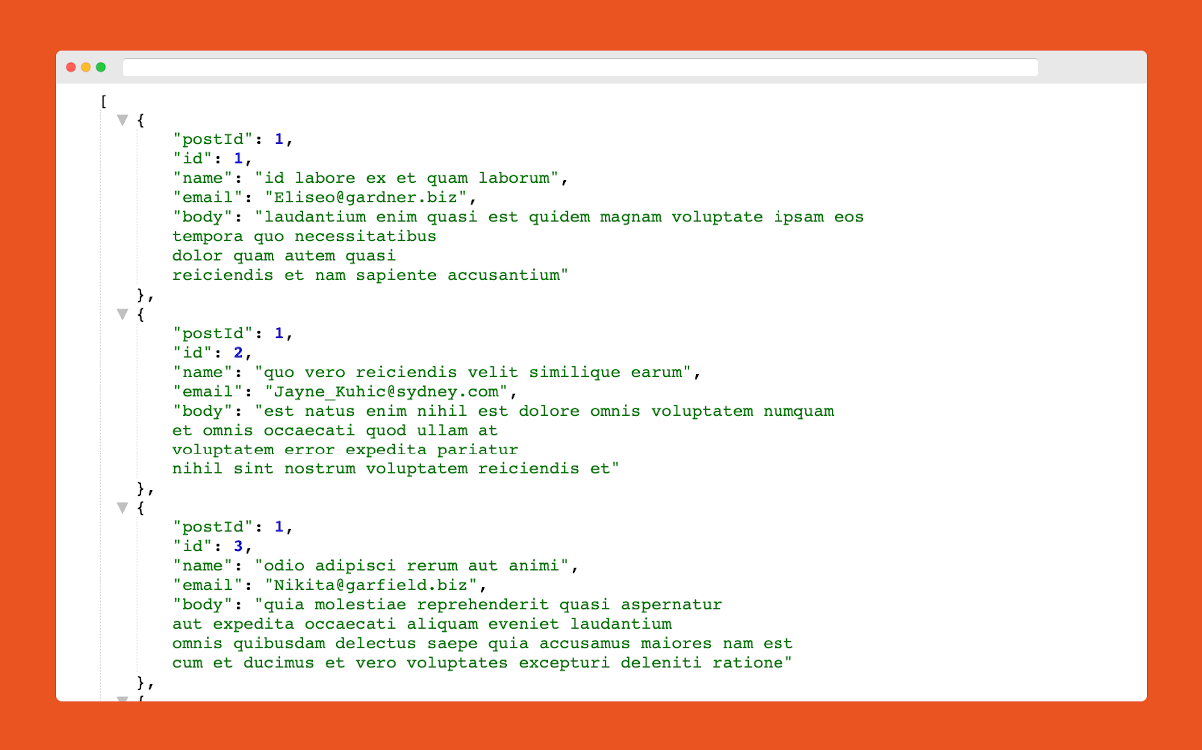 [
{
"postId": 1,
"id": 1,
"name": "id labore ex et quam laborum",
"email": "Eliseo@gardner.biz",
"body": "laudantium enim quasi est quidem magnam voluptate ipsam eos
tempora quo necessitatibus
dolor quam autem quasi
reiciendis et nam sapiente accusantium"
},
{
"postId": 1,
"id": 2,
"name": "quo vero reiciendis velit similique earum",
"email": "Jayne_Kuhic@sydney.com",
"body": "est natus enim nihil est dolore omnis voluptatem numquam
et omnis occaecati quod ullam at
voluptatem error expedita pariatur
nihil sint nostrum voluptatem reiciendis et"
},
{
"postId": 1,
"id": 3,
"name": "odio adipisci rerum aut animi",
"email": "Nikita@garfield.biz",
"body": "quia molestiae reprehenderit quasi aspernatur
aut expedita occaecati aliquam eveniet laudantium
omnis quibusdam delectus saepe quia accusamus maiores nam est
cum et ducimus et vero voluptates excepturi deleniti ratione"
},
{